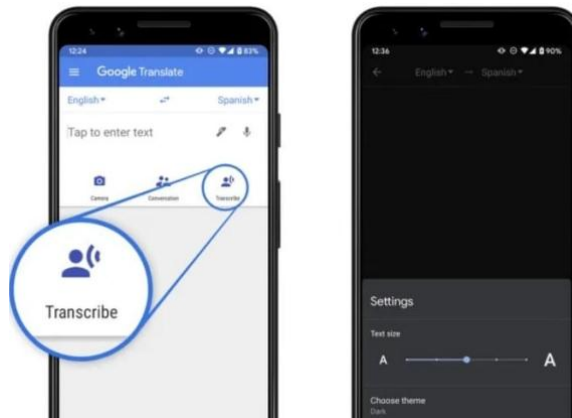 12:24
83%
Google Translate
English
Spanish
Tap to enter text
Camera
Conversation
Transcribe
Transcribe
12:36
90%
English → Spanish
Settings
Text size
A A
Choose theme
Dark